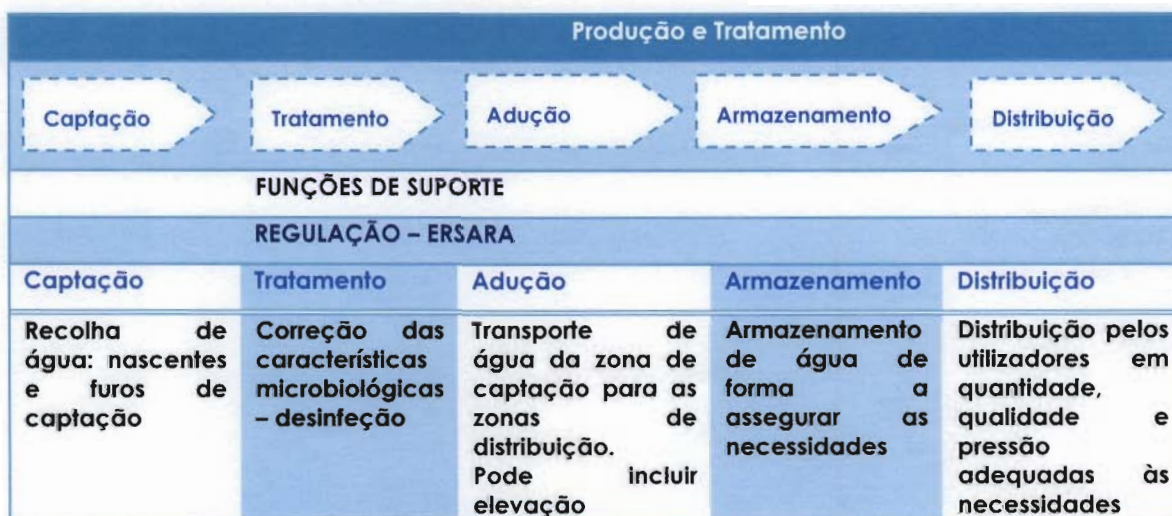 Produção e Tratamento
Captação
Tratamento
Adução
Armazenamento
Distribuição
FUNÇÕES DE SUPORTE
REGULAÇÃO – ERSARA
Captação
Tratamento
Adução
Armazenamento
Distribuição
Recolha de
água: nascentes
e furos de
captação
Correção das
características
microbiológicas
– desinfeção
Transporte de
água da zona de
captação para as
zonas de
distribuição.
Pode incluir
elevação
Armazenamento
de água de
forma a
assegurar as
necessidades
Distribuição pelos
utilizadores em
quantidade,
qualidade e
pressão
adequadas às
necessidades